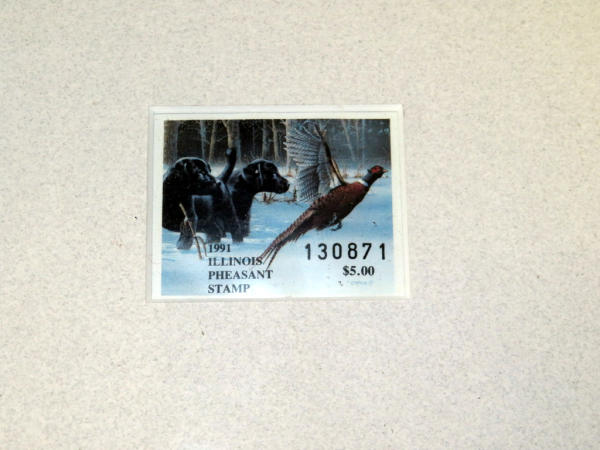 1991
ILLINOIS
PHEASANT
STAMP
130871
$5.00